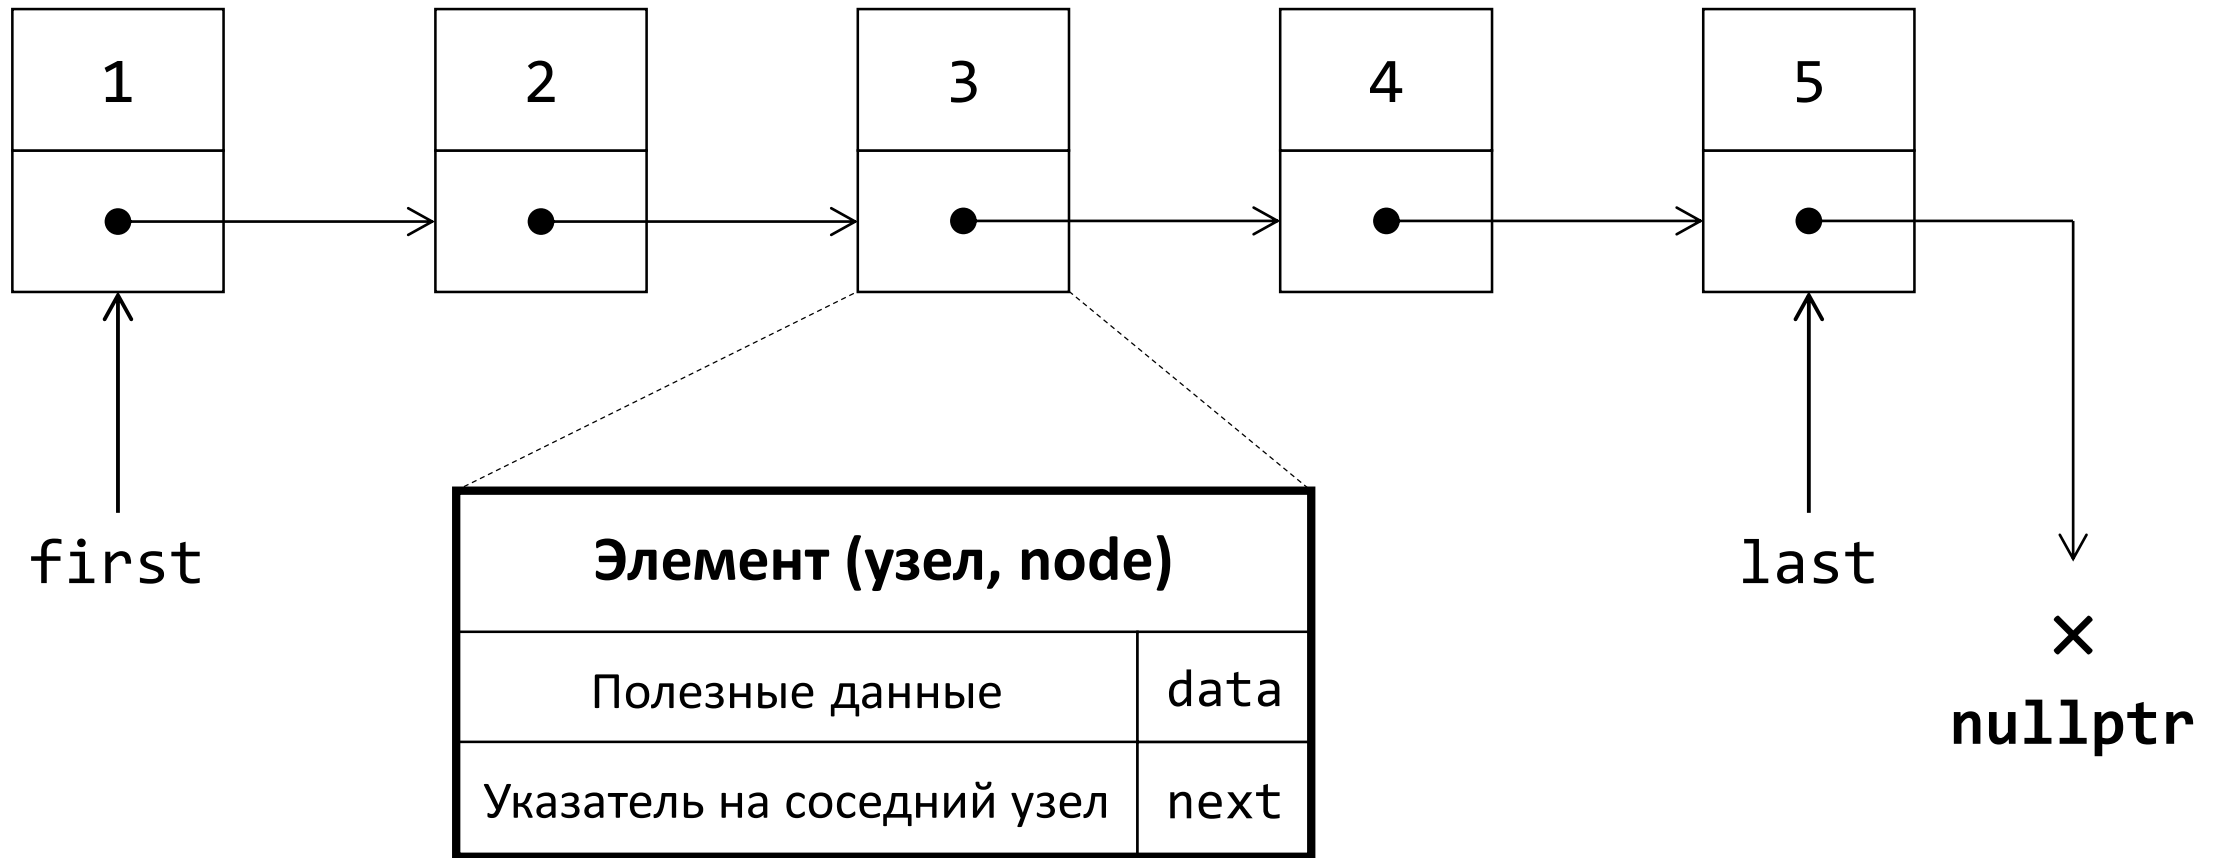 1 2 3 4 5
first
last
Элемент (узел, node)
Полезные данные data
Указатель на соседний узел next
×
nullptr